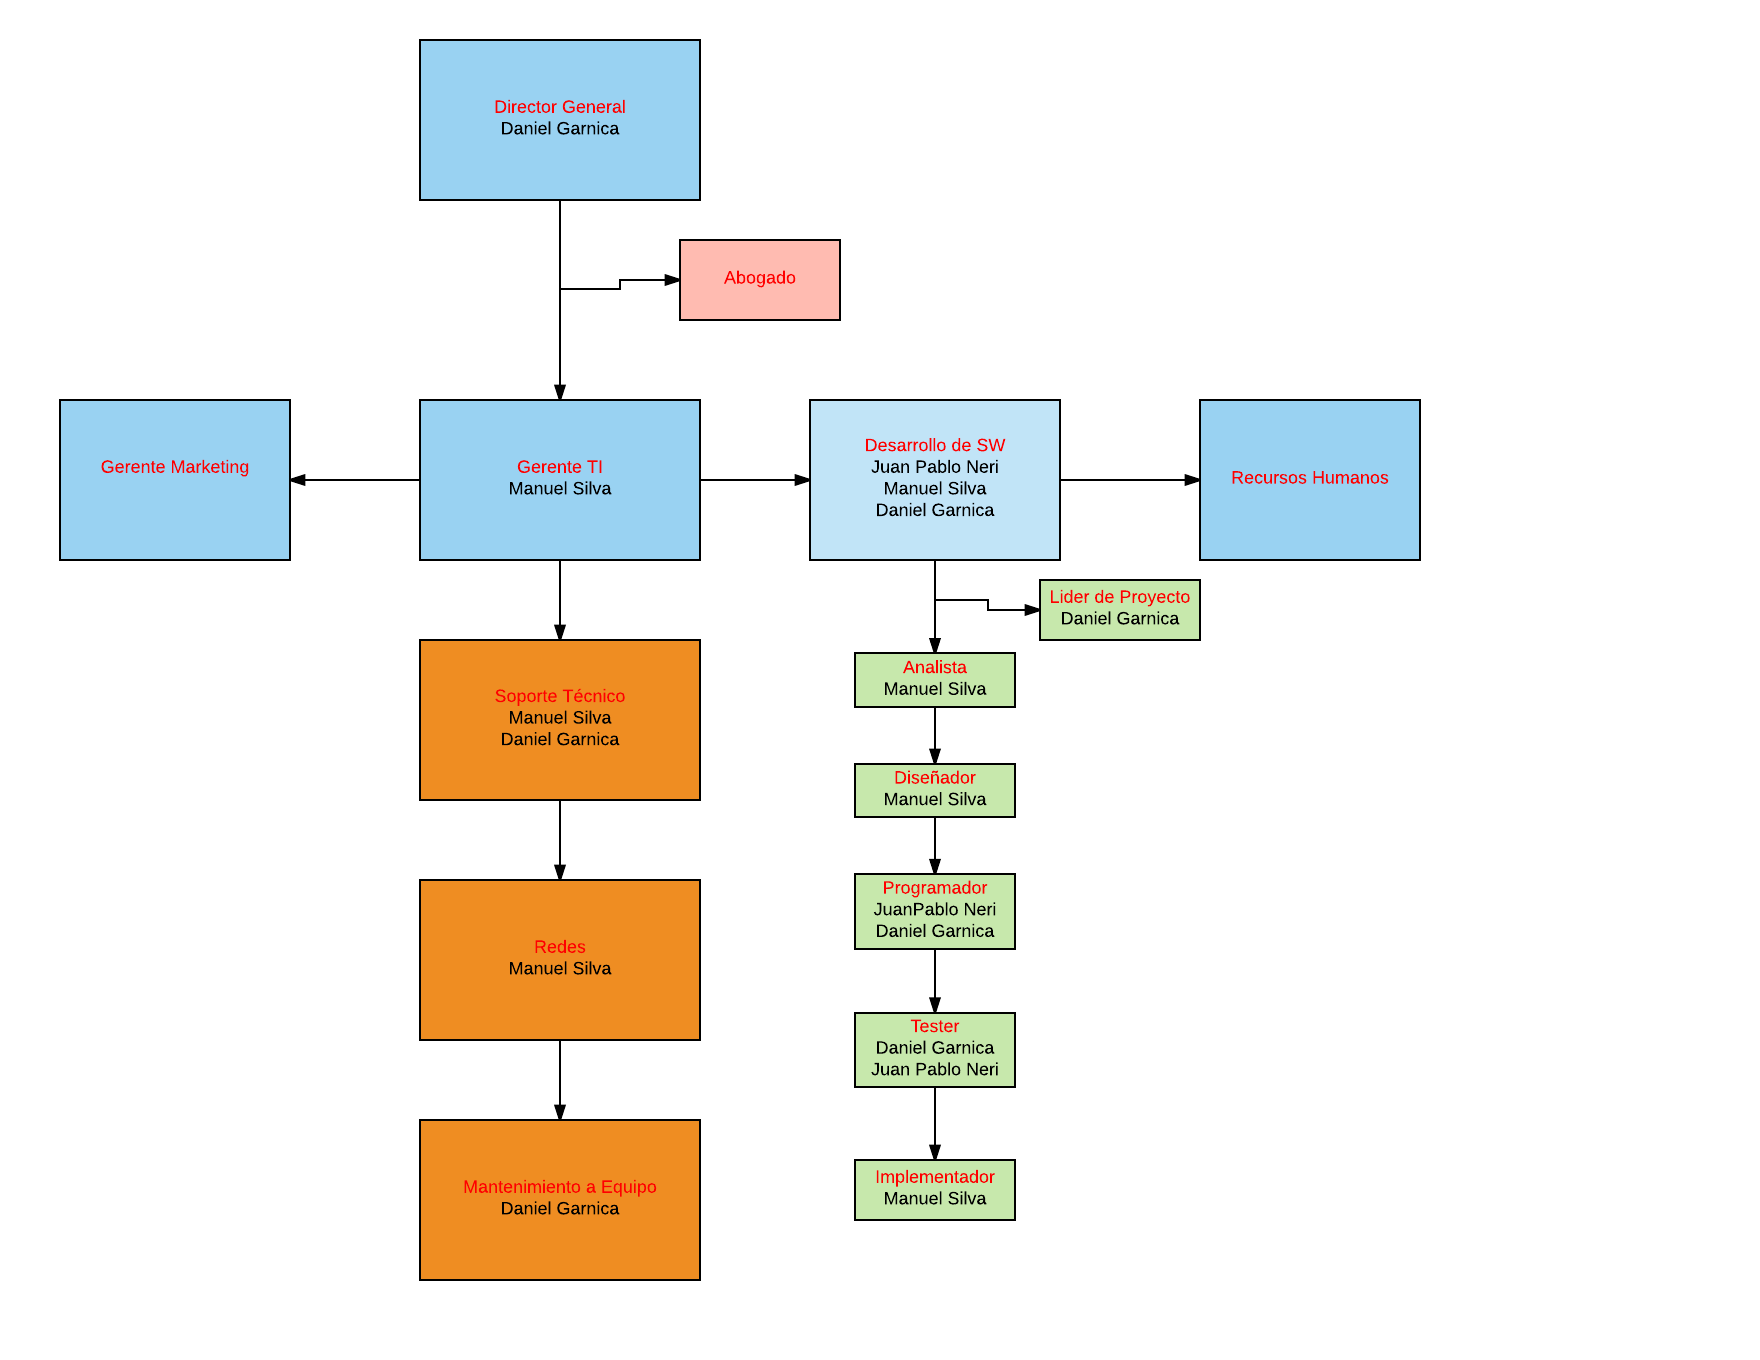 Director General
Daniel Garnica
Abogado
Gerente Marketing
Gerente TI
Manuel Silva
Desarrollo de SW
Juan Pablo Neri
Manuel Silva
Daniel Garnica
Recursos Humanos
Lider de Proyecto
Daniel Garnica
Soporte Técnico
Manuel Silva
Daniel Garnica
Redes
Manuel Silva
Mantenimiento a Equipo
Daniel Garnica
Analista
Manuel Silva
Diseñador
Manuel Silva
Programador
JuanPablo Neri
Daniel Garnica
Tester
Daniel Garnica
Juan Pablo Neri
Implementador
Manuel Silva